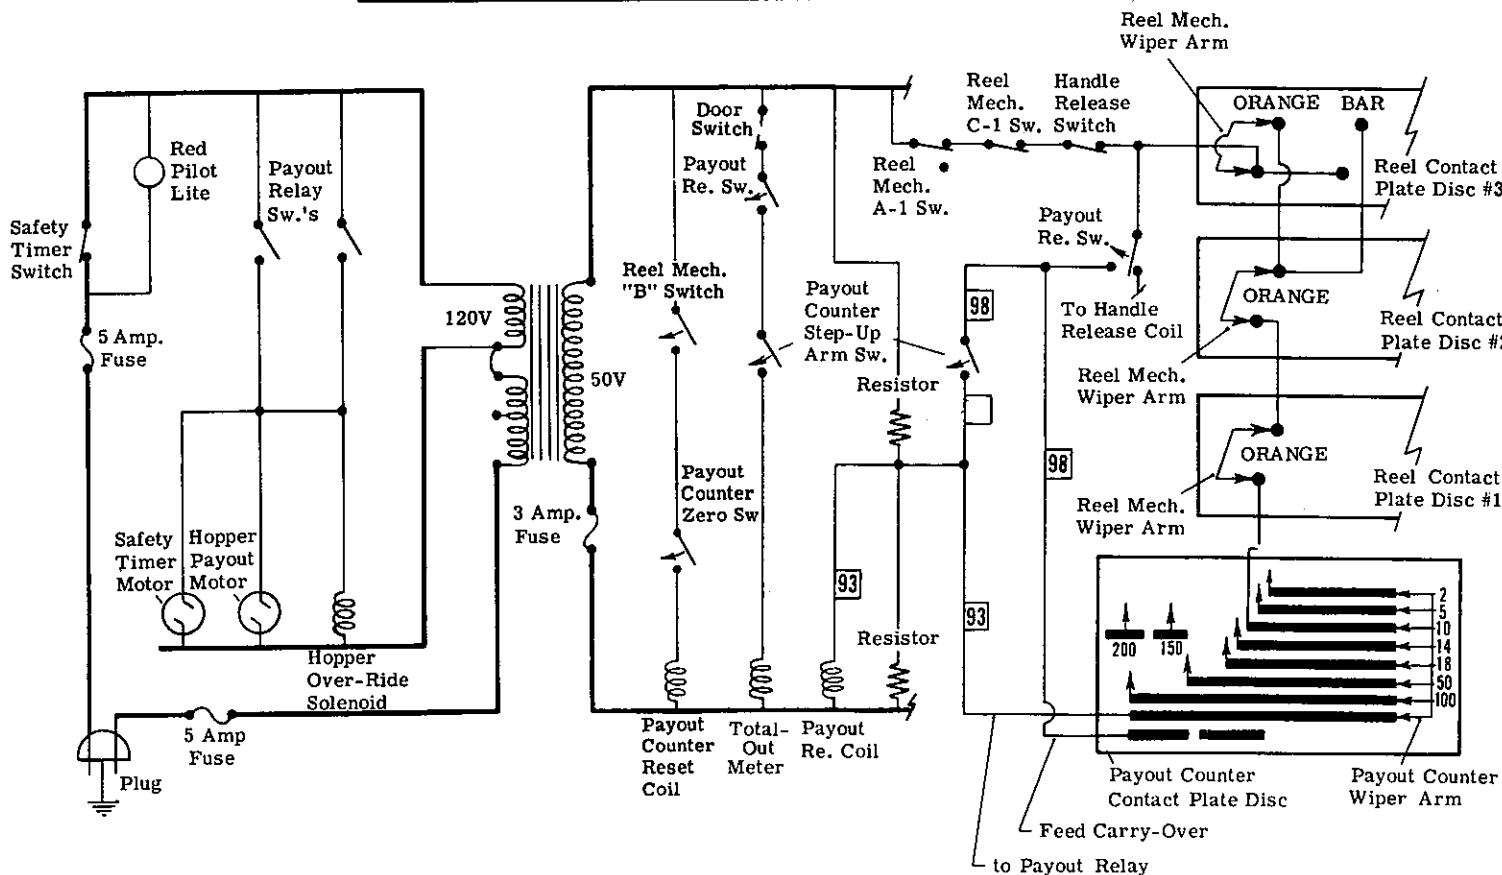 Reel Mech.
Wiper Arm
Door
Switch
Reel
Mech.
C-1 Sw.
Handle
Release
Switch
ORANGE
BAR
Red
Pilot
Lite
Payout
Relay
Sw.'s
Payout
Re. Sw.
Reel
Mech.
A-1 Sw.
Reel Contact
Plate Disc #3
Safety
Timer
Switch
Payout
Re. Sw.
Reel Mech.
"B" Switch
Payout
Counter
Step-Up
Arm Sw.
98
To Handle
Release Coil
ORANGE
Reel Contact
Plate Disc #2
120V
5 Amp.
Fuse
50V
Resistor
Reel Mech.
Wiper Arm
ORANGE
Payout
Counter
Zero Sw
98
Reel Contact
Plate Disc #1
3 Amp.
Fuse
Reel Mech.
Wiper Arm
Safety
Timer
Motor
Hopper
Payout
Motor
93
93
Resistor
2
5
10
14
18
50
100
200
150
Hopper
Over-Ride
Solenoid
5 Amp
Fuse
Plug
Payout
Counter
Reset
Coil
Total-
Out
Meter
Payout
Re. Coil
Payout Counter
Contact Plate Disc
Payout Counter
Wiper Arm
Feed Carry-Over
to Payout Relay